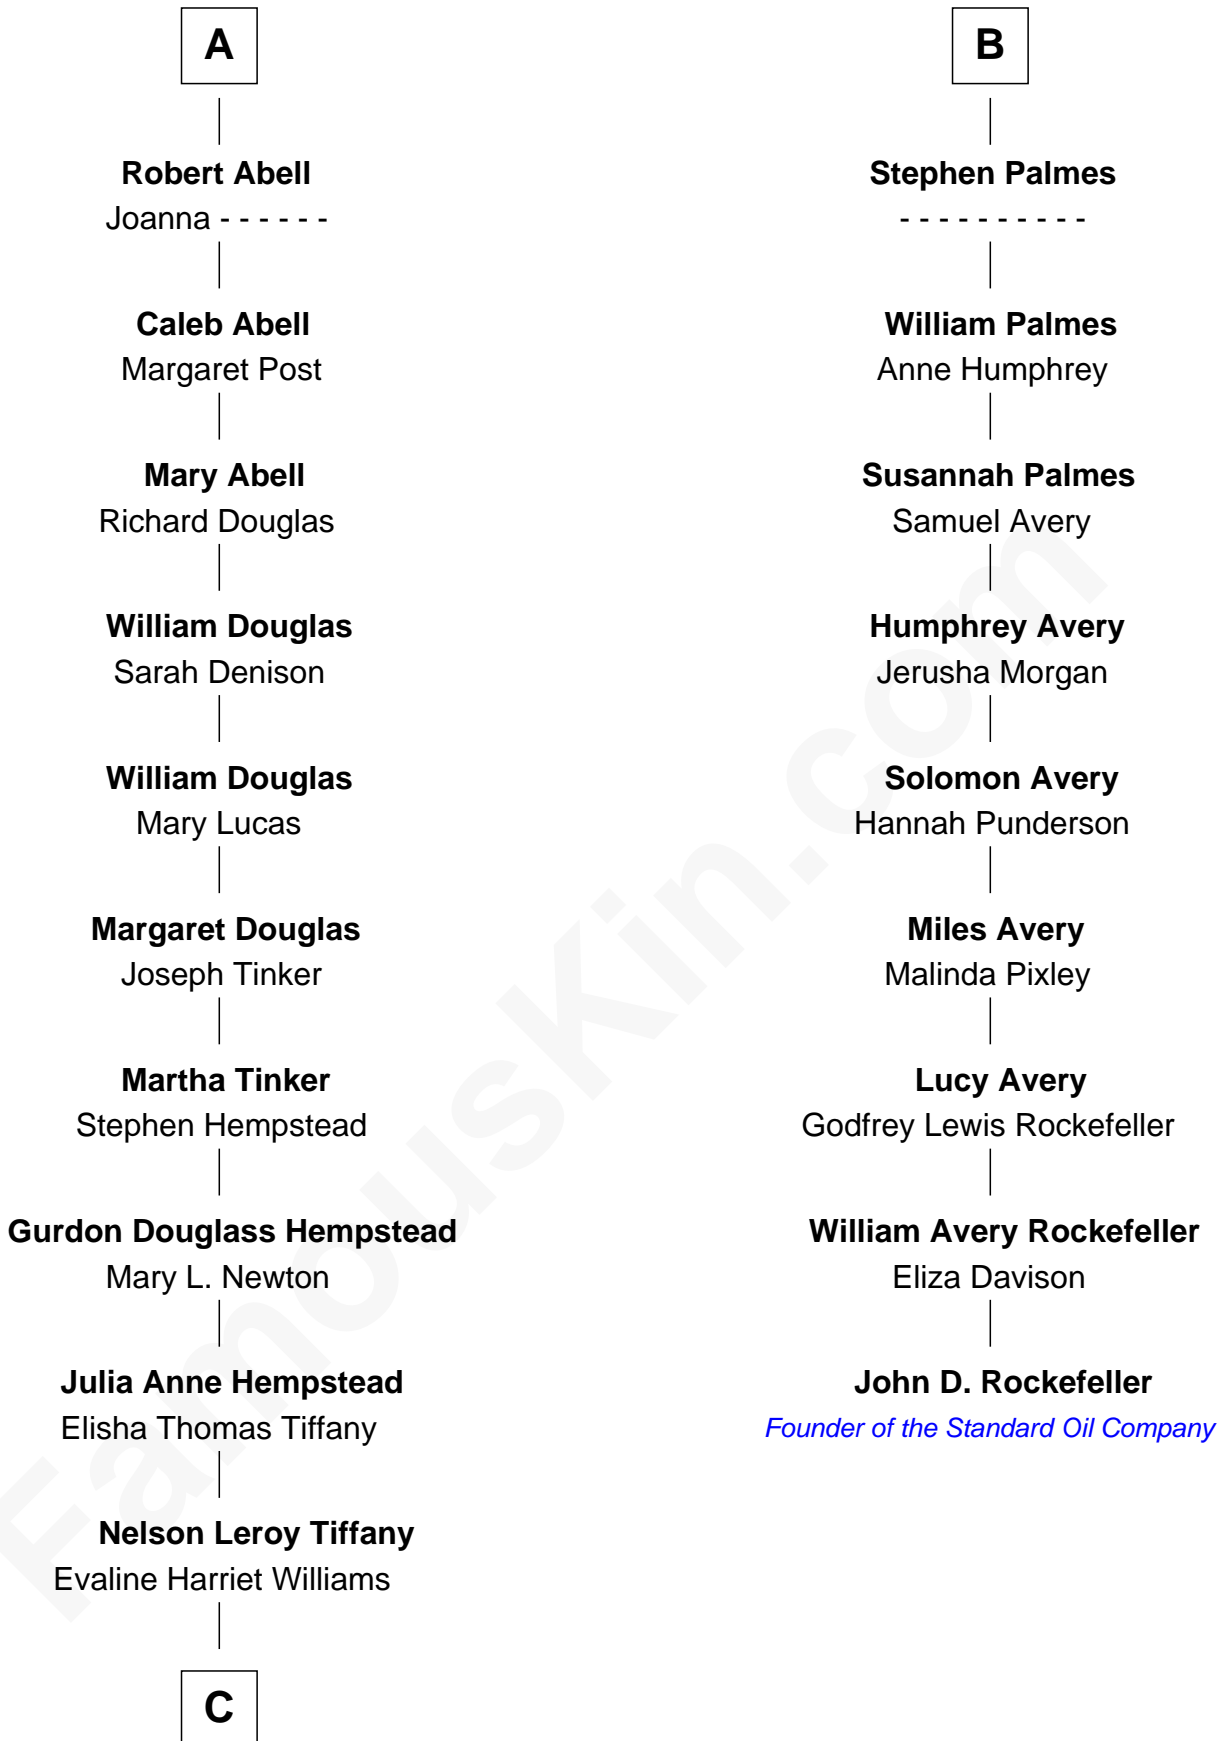 A
Robert Abell
Joanna - - - - - -
Caleb Abell
Margaret Post
Mary Abell
Richard Douglas
William Douglas
Sarah Denison
William Douglas
Mary Lucas
Margaret Douglas
Joseph Tinker
Martha Tinker
Stephen Hempstead
Gurdon Douglass Hempstead
Mary L. Newton
Julia Anne Hempstead
Elisha Thomas Tiffany
Nelson Leroy Tiffany
Evaline Harriet Williams
C
B
Stephen Palmes
- - - - - - - - - -
William Palmes
Anne Humphrey
Susannah Palmes
Samuel Avery
Humphrey Avery
Jerusha Morgan
Solomon Avery
Hannah Punderson
Miles Avery
Malinda Pixley
Lucy Avery
Godfrey Lewis Rockefeller
William Avery Rockefeller
Eliza Davison
John D. Rockefeller
Founder of the Standard Oil Company
FamousKin.com